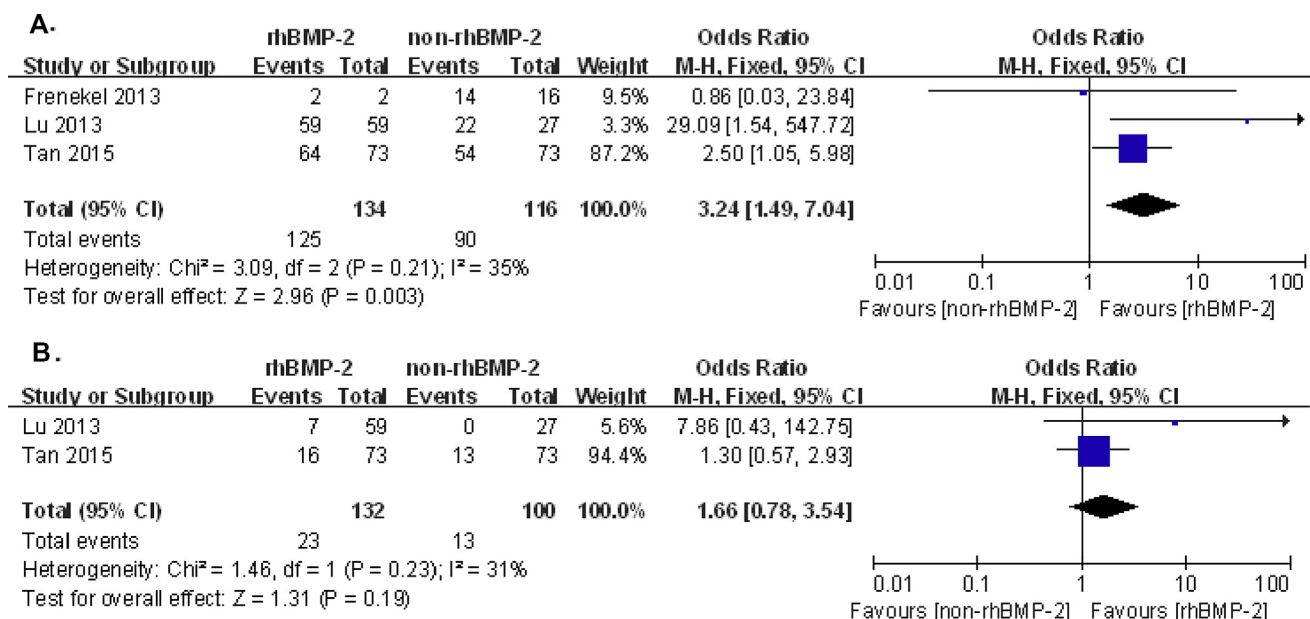 A.
rhBMP-2 non-rhBMP-2 Odds Ratio Odds Ratio
Study or Subgroup Events Total Events Total Weight M-H, Fixed, 95% CI M-H, Fixed, 95% CI
Frenekel 2013 2 2 14 16 9.5% 0.86 [0.03, 23.84]
Lu 2013 59 59 22 27 3.3% 29.09 [1.54, 547.72]
Tan 2015 64 73 54 73 87.2% 2.50 [1.05, 5.98]
Total (95% CI) 134 116 100.0% 3.24 [1.49, 7.04]
Total events 125 90
Heterogeneity: Chi² = 3.09, df = 2 (P = 0.21); I² = 35%
Test for overall effect: Z = 2.96 (P = 0.003)
0.01 0.1 1 10 100
Favours [non-rhBMP-2] Favours [rhBMP-2]
B.
rhBMP-2 non-rhBMP-2 Odds Ratio Odds Ratio
Study or Subgroup Events Total Events Total Weight M-H, Fixed, 95% CI M-H, Fixed, 95% CI
Lu 2013 7 59 0 27 5.6% 7.86 [0.43, 142.75]
Tan 2015 16 73 13 73 94.4% 1.30 [0.57, 2.93]
Total (95% CI) 132 100 100.0% 1.66 [0.78, 3.54]
Total events 23 13
Heterogeneity: Chi² = 1.46, df = 1 (P = 0.23); I² = 31%
Test for overall effect: Z = 1.31 (P = 0.19)
0.01 0.1 1 10 100
Favours [non-rhBMP-2] Favours [rhBMP-2]